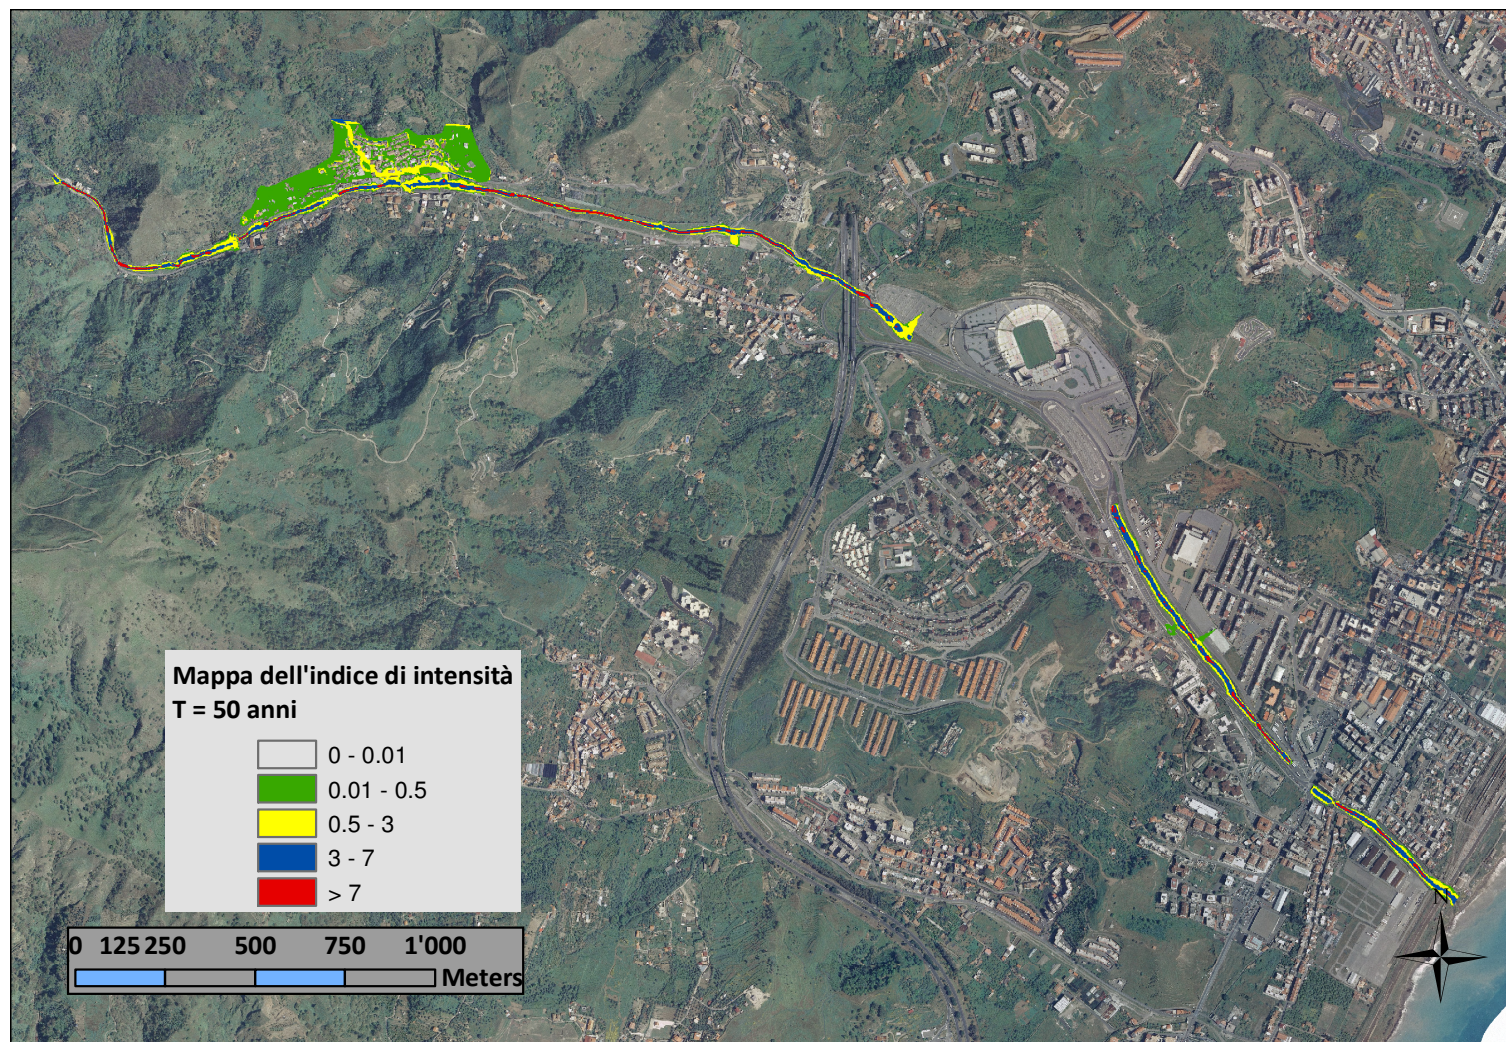 Mappa dell'indice di intensità
T = 50 anni
0 - 0.01
0.01 - 0.5
0.5 - 3
3 - 7
> 7
0 125 250 500 750 1'000
Meters
N